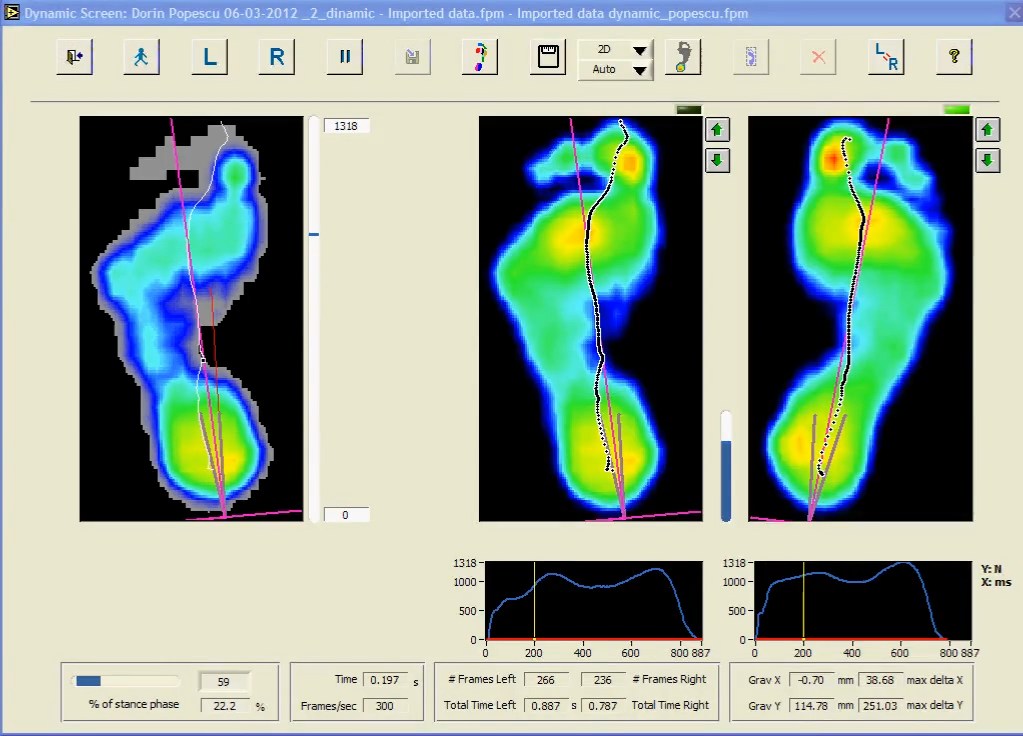 Dynamic Screen: Dorin Popescu 06-03-2012 _2_dinamic - Imported data.fpm - Imported data dynamic_popescu.fpm
L R 2D
Auto
L
R
?
1318
0
1318
1000
500
0
0 200 400 600 800 887
1318
1000
500
0
0 200 400 600 800 887
Y: N
X: ms
59
% of stance phase 22.2 %
Time 0.197 s
Frames/sec 300
# Frames Left 266 236 # Frames Right
Total Time Left 0.887 s 0.787 Total Time Right
Grav X -0.70 mm 38.68 max delta X
Grav Y 114.78 mm 251.03 max delta Y